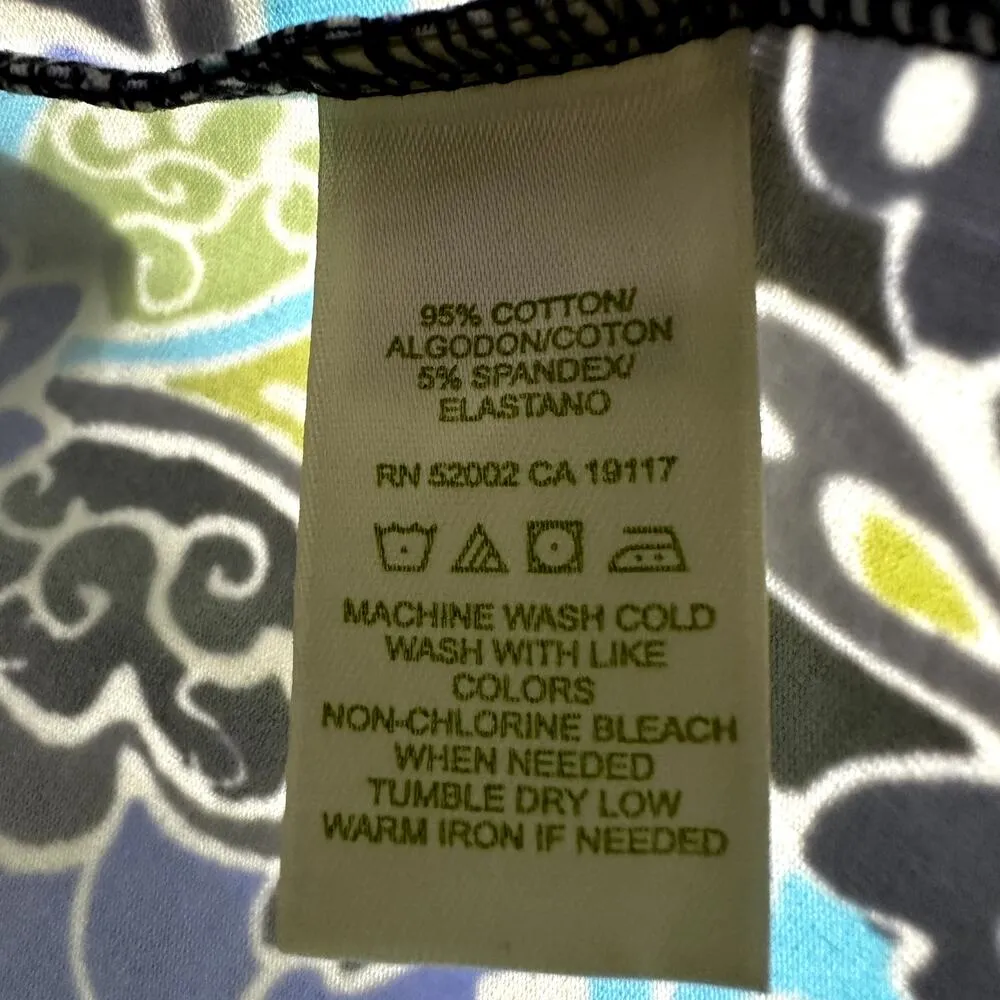 95% COTTON/
ALGODON/COTON
5% SPANDEX/
ELASTANO
RN 52002 CA 19117
MACHINE WASH COLD
WASH WITH LIKE
COLORS
NON-CHLORINE BLEACH
WHEN NEEDED
TUMBLE DRY LOW
WARM IRON IF NEEDED